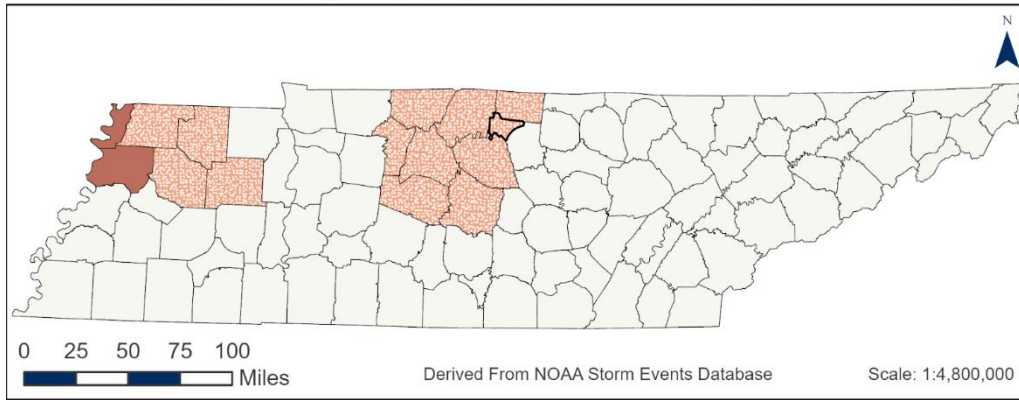 N
0 25 50 75 100
Miles
Derived From NOAA Storm Events Database
Scale: 1:4,800,000